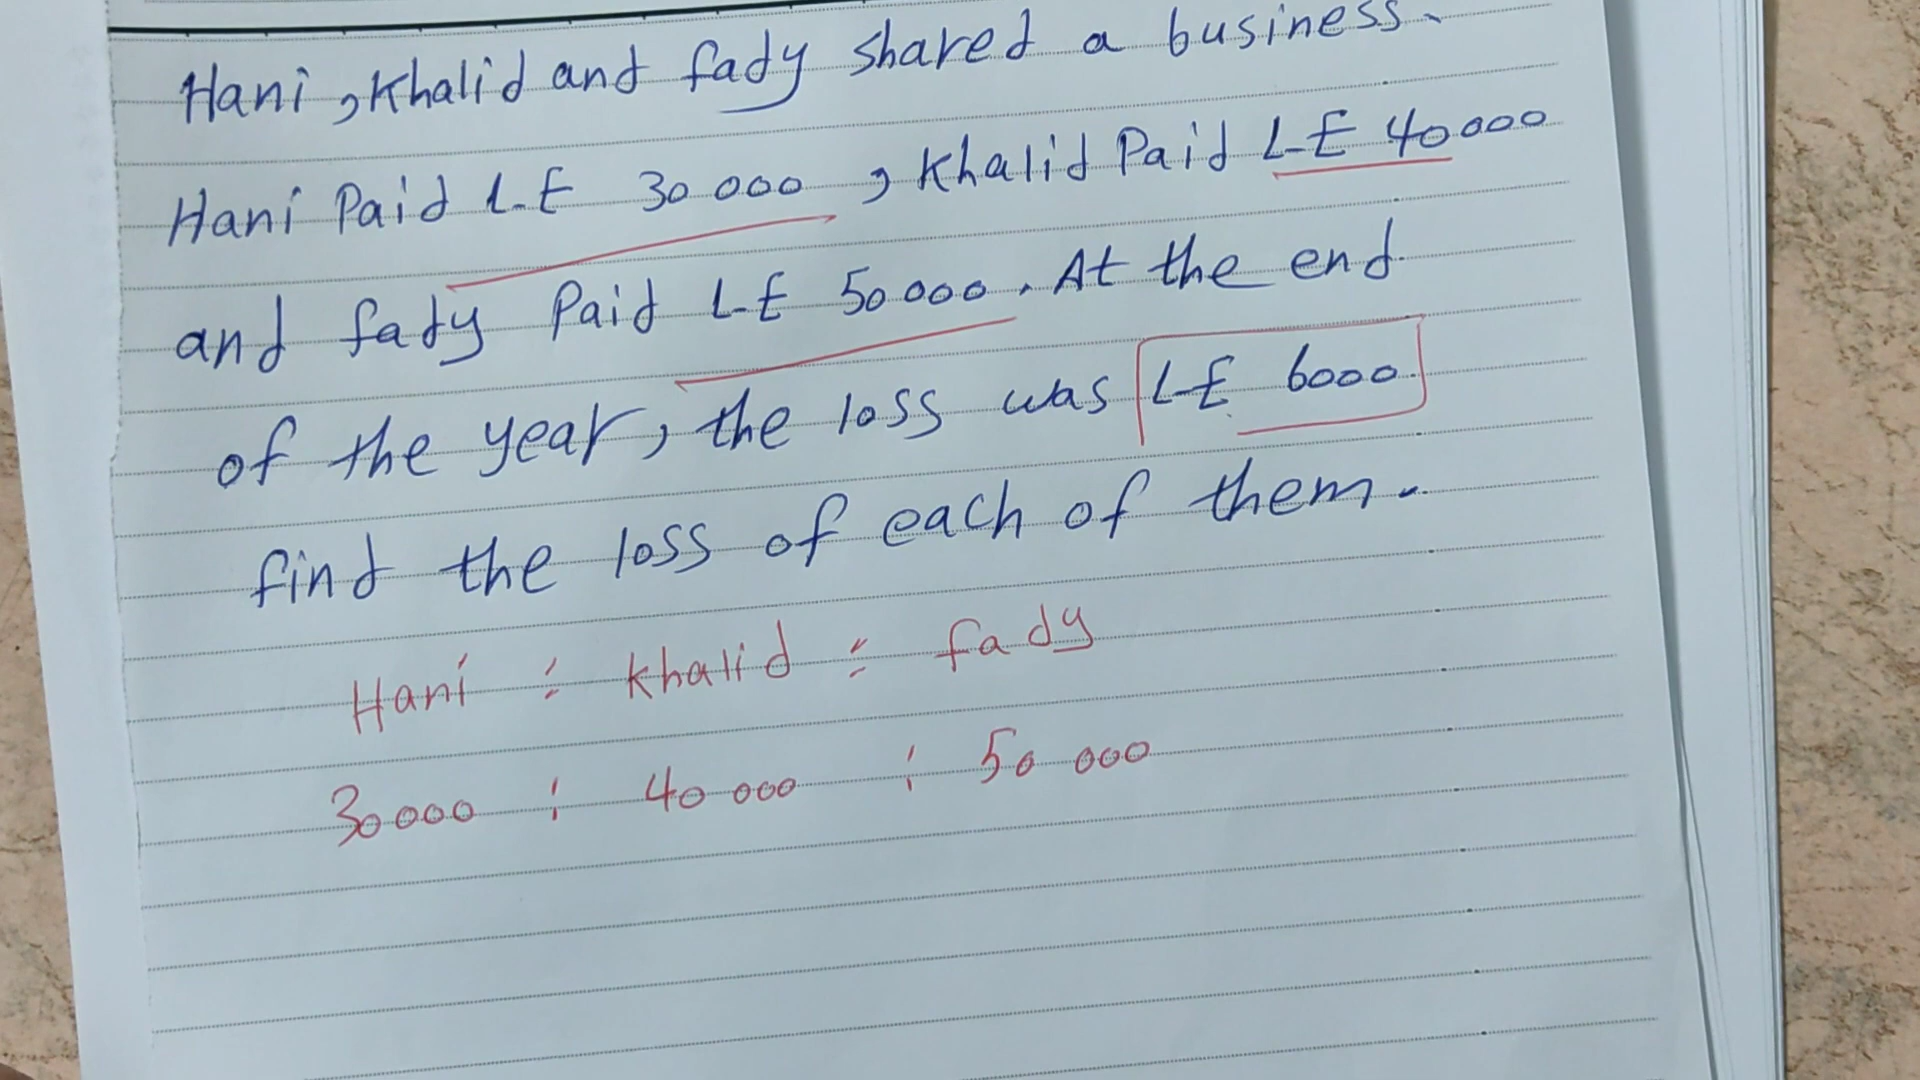 Hani, Khalid and fady shared a business.
Hani Paid L.E 30 000, Khalid Paid L.E 40 000
and fady Paid L.E 50 000. At the end
of the year, the loss was L.E 6000.
find the loss of each of them.
Hani : Khalid : fady
30 000 : 40 000 : 50 000